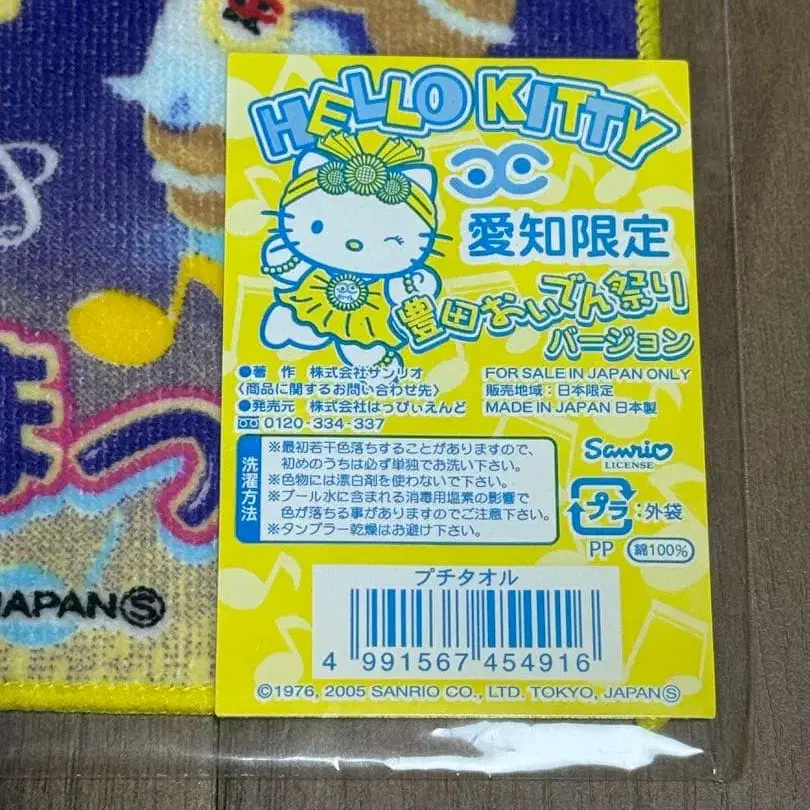 HELLO KITTY
愛知限定
豊田おいでん祭り
バージョン
●著 作 株式会社サンリオ
〈商品に関するお問い合わせ先〉
●発売元 株式会社はっぴぃえんど
0120-334-337
FOR SALE IN JAPAN ONLY
販売地域：日本限定
MADE IN JAPAN 日本製
洗濯方法
※最初若干色落ちすることがありますので、
初めのうちは必ず単独でお洗い下さい。
※色物には漂白剤を使わないで下さい。
※プール水に含まれる消毒用塩素の影響で
色が落ちる事がありますのでご注意下さい。
※タンブラー乾燥はお避け下さい。
Sanrio
LICENSE
プラ：外袋
PP 綿100%
プチタオル
4 991567 454916
©1976, 2005 SANRIO CO., LTD. TOKYO, JAPANⓈ
まつ
JAPANⓈ